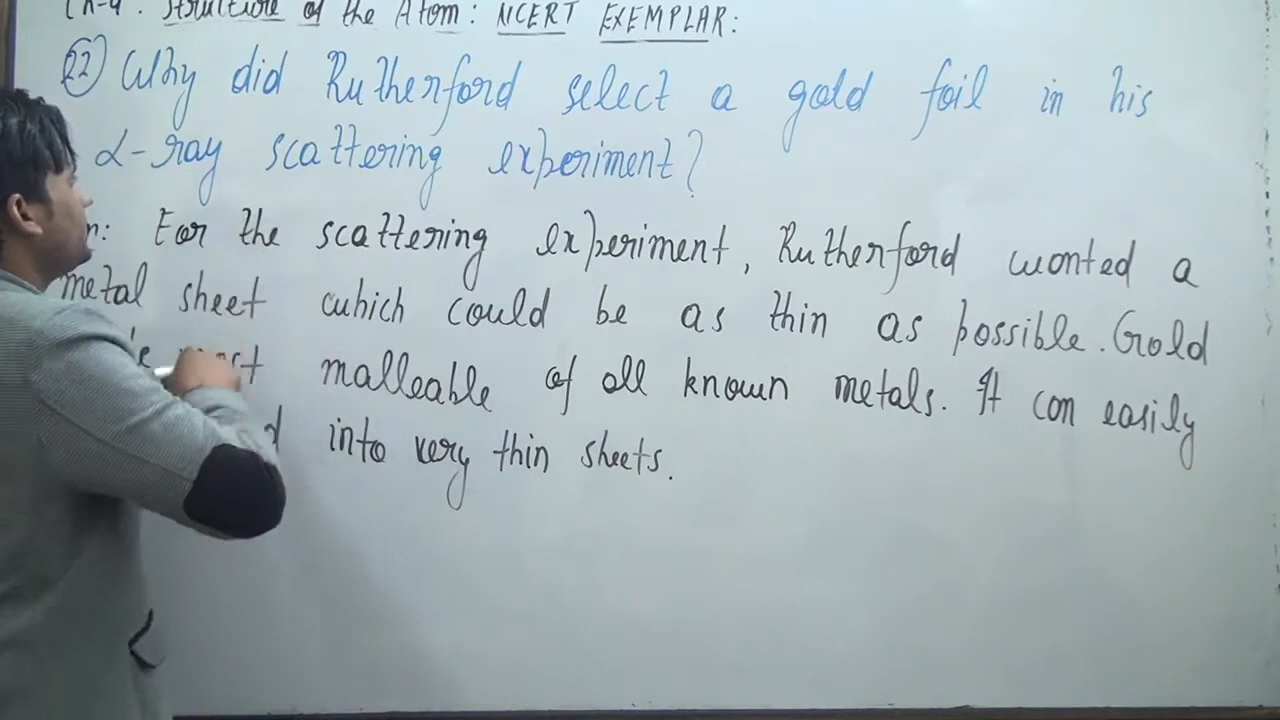 Ch-4: Structure of the Atom: NCERT EXEMPLAR:
22) Why did Rutherford select a gold foil in his
α-ray scattering experiment?
For the scattering experiment, Rutherford wanted a
metal sheet which could be as thin as possible. Gold
most malleable of all known metals. It can easily
into very thin sheets.